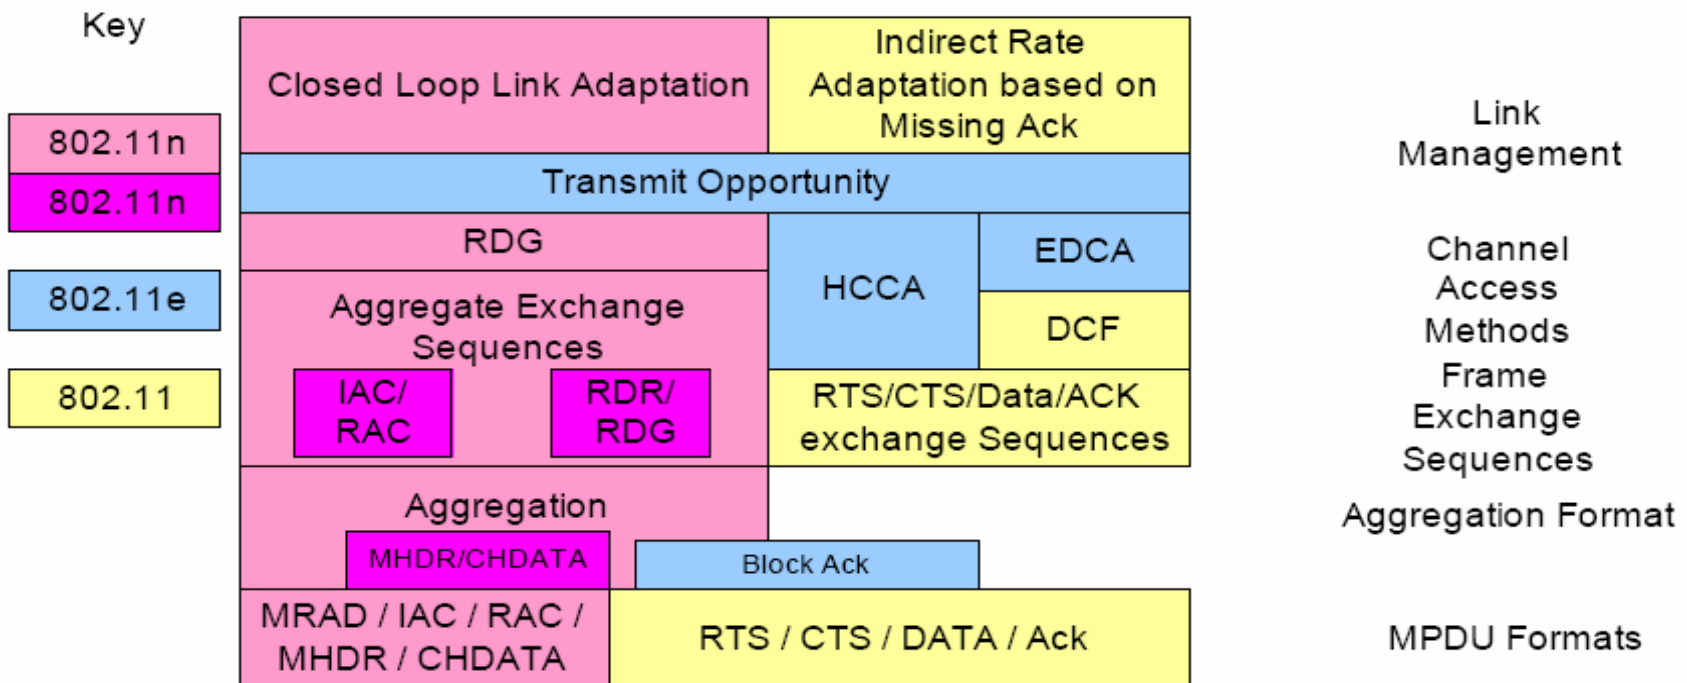 Key
802.11n
802.11n
802.11e
802.11
Closed Loop Link Adaptation
Indirect Rate
Adaptation based on
Missing Ack
Transmit Opportunity
RDG
HCCA
EDCA
DCF
Aggregate Exchange
Sequences
IAC/
RAC
RDR/
RDG
RTS/CTS/Data/ACK
exchange Sequences
Aggregation
MHDR/CHDATA
Block Ack
MRAD / IAC / RAC /
MHDR / CHDATA
RTS / CTS / DATA / Ack
Link
Management
Channel
Access
Methods
Frame
Exchange
Sequences
Aggregation Format
MPDU Formats